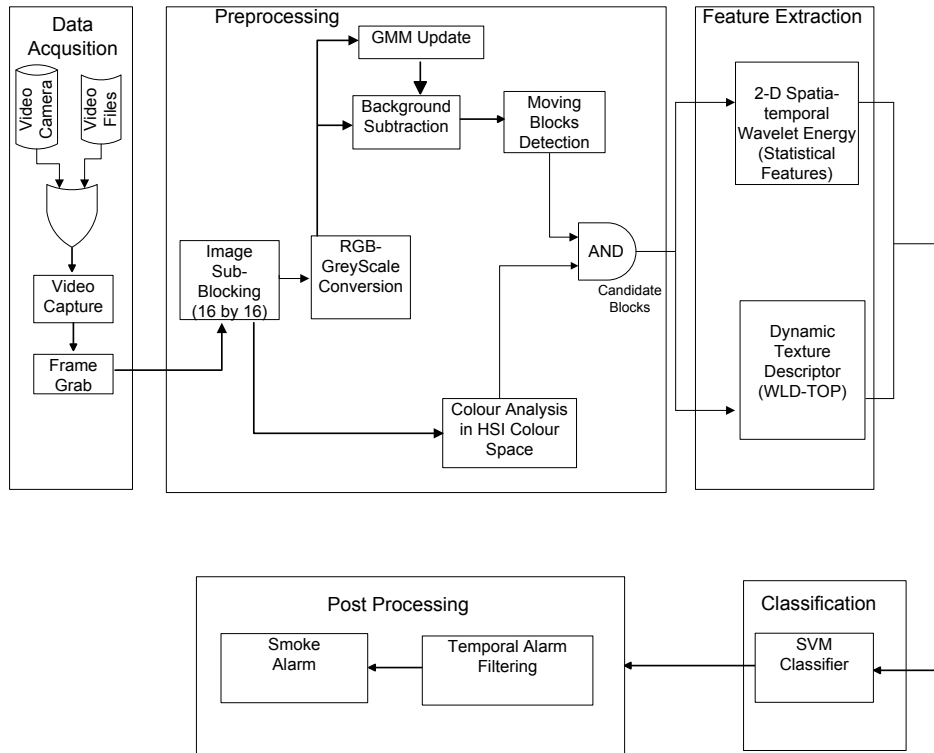 Data
Acqusition
Video
Camera
Video
Files
Video
Capture
Frame
Grab
Preprocessing
GMM Update
Background
Subtraction
Moving
Blocks
Detection
Image
Sub-
Blocking
(16 by 16)
RGB-
GreyScale
Conversion
AND
Candidate
Blocks
Colour Analysis
in HSI Colour
Space
Feature Extraction
2-D Spatia-
temporal
Wavelet Energy
(Statistical
Features)
Dynamic
Texture
Descriptor
(WLD-TOP)
Post Processing
Smoke
Alarm
Temporal Alarm
Filtering
Classification
SVM
Classifier